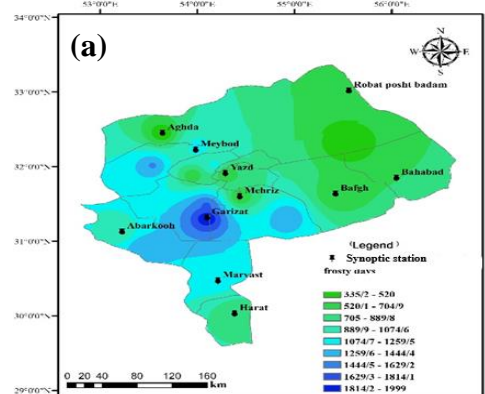 53°0'0"E 54°0'0"E 55°0'0"E 56°0'0"E
34°0'0"N
(a)
N
W E
S
33°0'0"N
Robat posht badam
Aghda
Meybod
32°0'0"N
Yazd
Bahabad
Mehriz
Bafgh
Garizat
Abarkooh
31°0'0"N
(Legend)
Synoptic station
frosty days
Marvast
30°0'0"N
Harat
335/2 - 520
520/1 - 704/9
705 - 889/8
889/9 - 1074/6
1074/7 - 1259/5
1259/6 - 1444/4
1444/5 - 1629/2
1629/3 - 1814/1
1814/2 - 1999
0 20 40 80 120 160
km
29°0'0"N